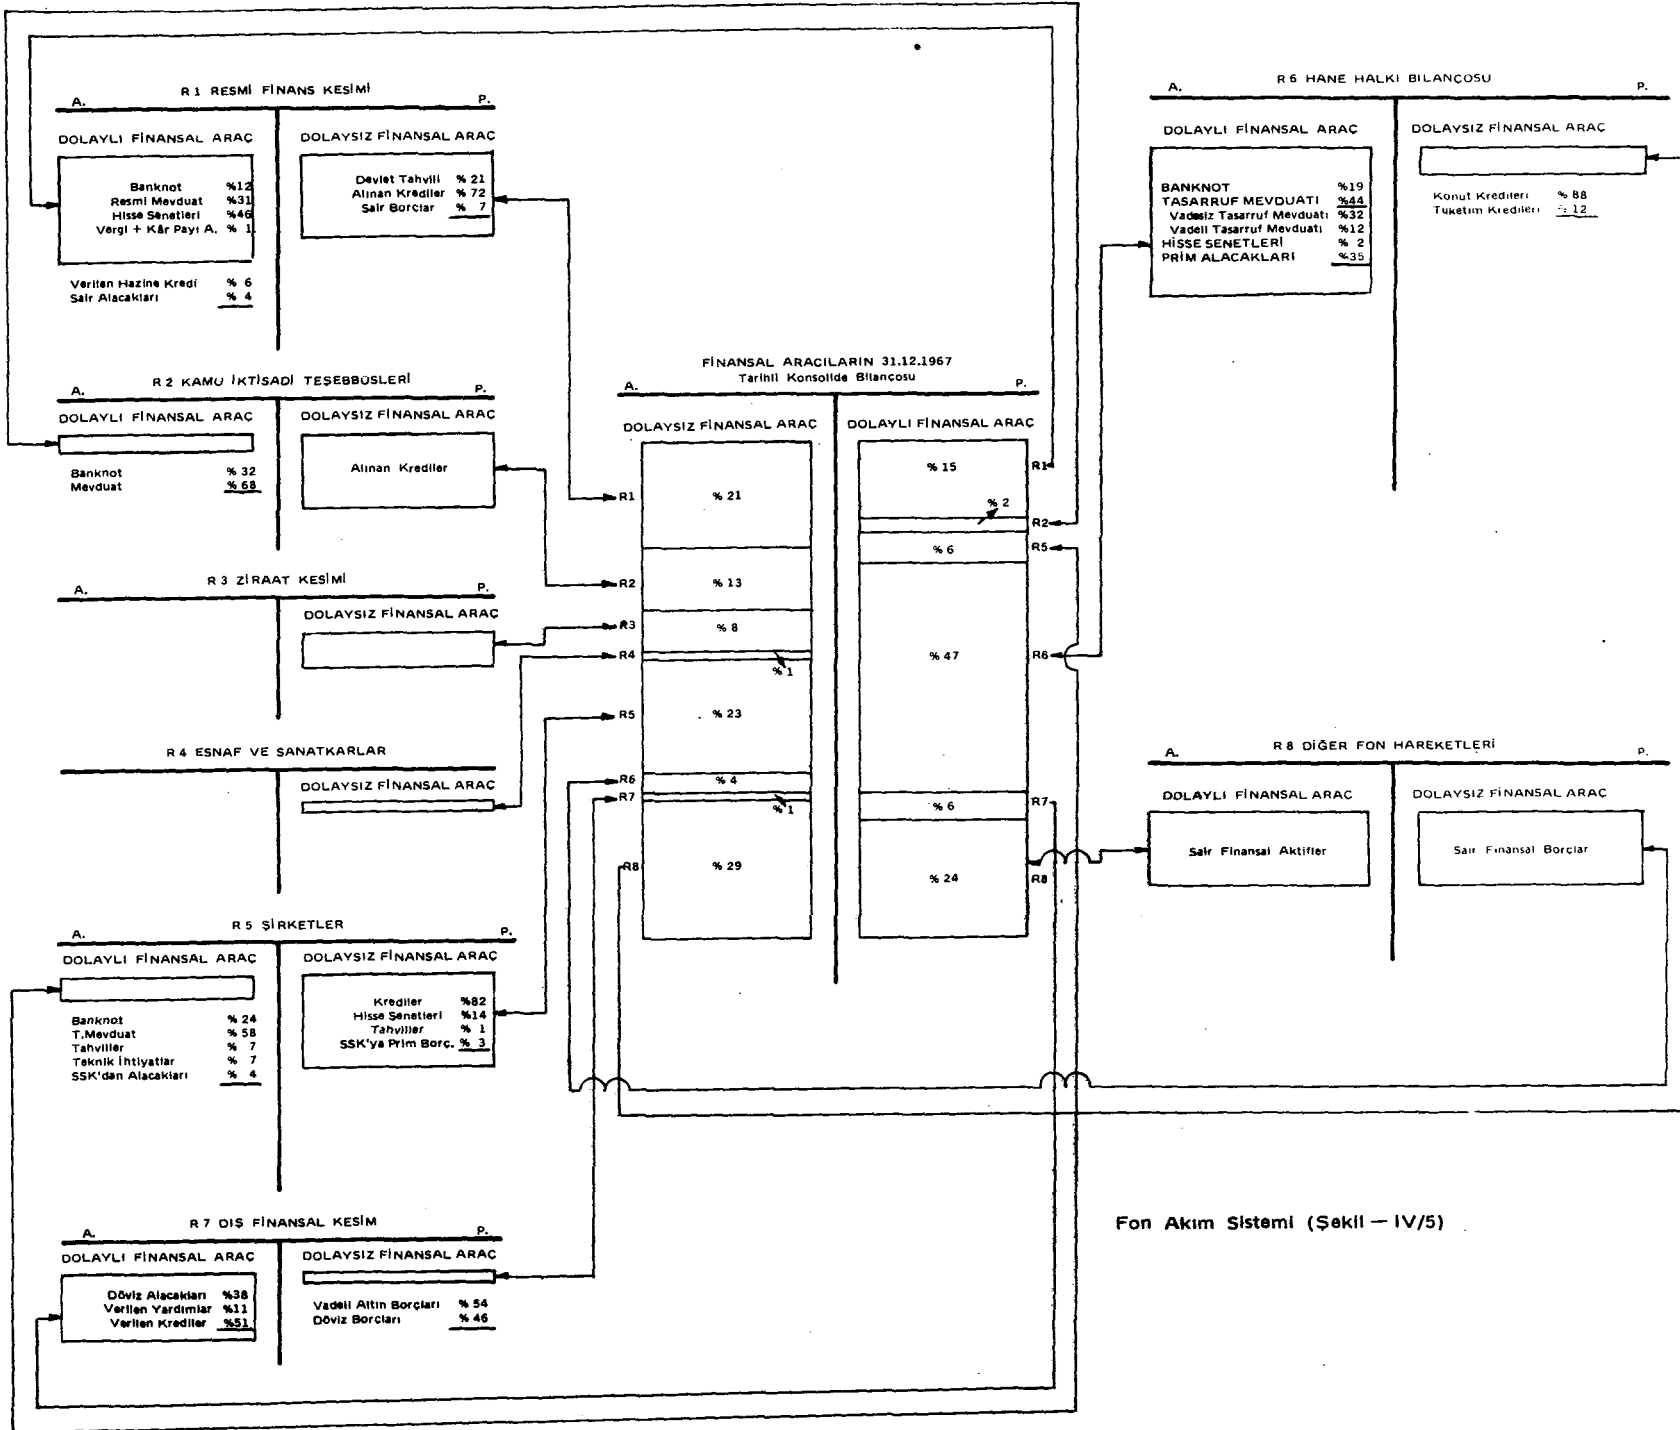 R 1 RESMİ FİNANS KESİMİ
A. P.
DOLAYLI FİNANSAL ARAÇ
Banknot %12
Resmi Mevduat %31
Hisse Senetleri %46
Vergi + Kâr Payı A. % 1
Verilen Hazine Kredi % 6
Sair Alacakları % 4
DOLAYSIZ FİNANSAL ARAÇ
Devlet Tahvili % 21
Alınan Krediler % 72
Sair Borçlar % 7
R 2 KAMU İKTİSADİ TEŞEBBÜSLERİ
A. P.
DOLAYLI FİNANSAL ARAÇ
Banknot % 32
Mevduat % 68
DOLAYSIZ FİNANSAL ARAÇ
Alınan Krediler
R 3 ZİRAAT KESİMİ
A. P.
DOLAYSIZ FİNANSAL ARAÇ
R 4 ESNAF VE SANATKARLAR
DOLAYSIZ FİNANSAL ARAÇ
R 5 ŞİRKETLER
A. P.
DOLAYLI FİNANSAL ARAÇ
Banknot % 24
T.Mevduat % 58
Tahviller % 7
Teknik İhtiyatlar % 7
SSK'dan Alacakları % 4
DOLAYSIZ FİNANSAL ARAÇ
Krediler %82
Hisse Senetleri %14
Tahviller % 1
SSK'ya Prim Borç. % 3
R 7 DIŞ FİNANSAL KESİM
A. P.
DOLAYLI FİNANSAL ARAÇ
Döviz Alacakları %38
Verilen Yardımlar %11
Verilen Krediler %51
DOLAYSIZ FİNANSAL ARAÇ
Vadeli Altın Borçları % 54
Döviz Borçları % 46
FİNANSAL ARACILARIN 31.12.1967
Tarihli Konsolide Bilançosu
A. P.
DOLAYSIZ FİNANSAL ARAÇ
R1 % 21
R2 % 13
R3 % 8
R4 % 1
R5 % 23
R6 % 4
R7 % 1
R8 % 29
DOLAYLI FİNANSAL ARAÇ
% 15 R1
% 2 R2
% 6 R5
% 47 R6
% 6 R7
% 24 R8
R 6 HANE HALKI BILANÇOSU
A. P.
DOLAYLI FİNANSAL ARAÇ
BANKNOT %19
TASARRUF MEVDUATI %44
Vadesiz Tasarruf Mevduatı %32
Vadeli Tasarruf Mevduatı %12
HİSSE SENETLERİ % 2
PRİM ALACAKLARI %35
DOLAYSIZ FİNANSAL ARAÇ
Konut Kredileri % 88
Tüketim Kredileri % 12
R 8 DİĞER FON HAREKETLERİ
A. P.
DOLAYLI FİNANSAL ARAÇ
Sair Finansal Aktifler
DOLAYSIZ FİNANSAL ARAÇ
Sair Finansal Borçlar
Fon Akım Sistemi (Şekil — IV/5)